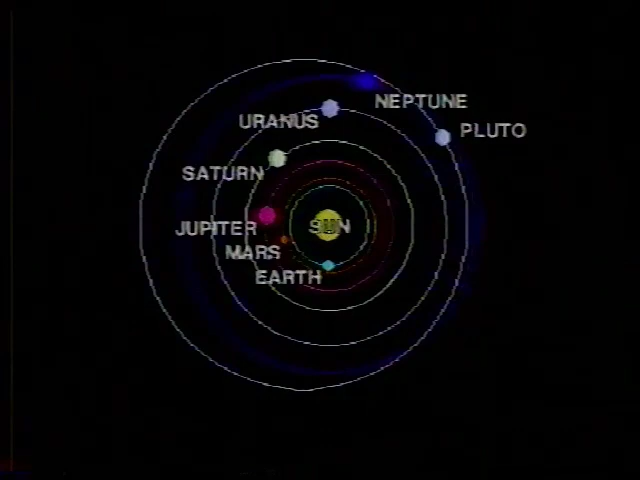 NEPTUNE
URANUS
PLUTO
SATURN
JUPITER
SUN
MARS
EARTH